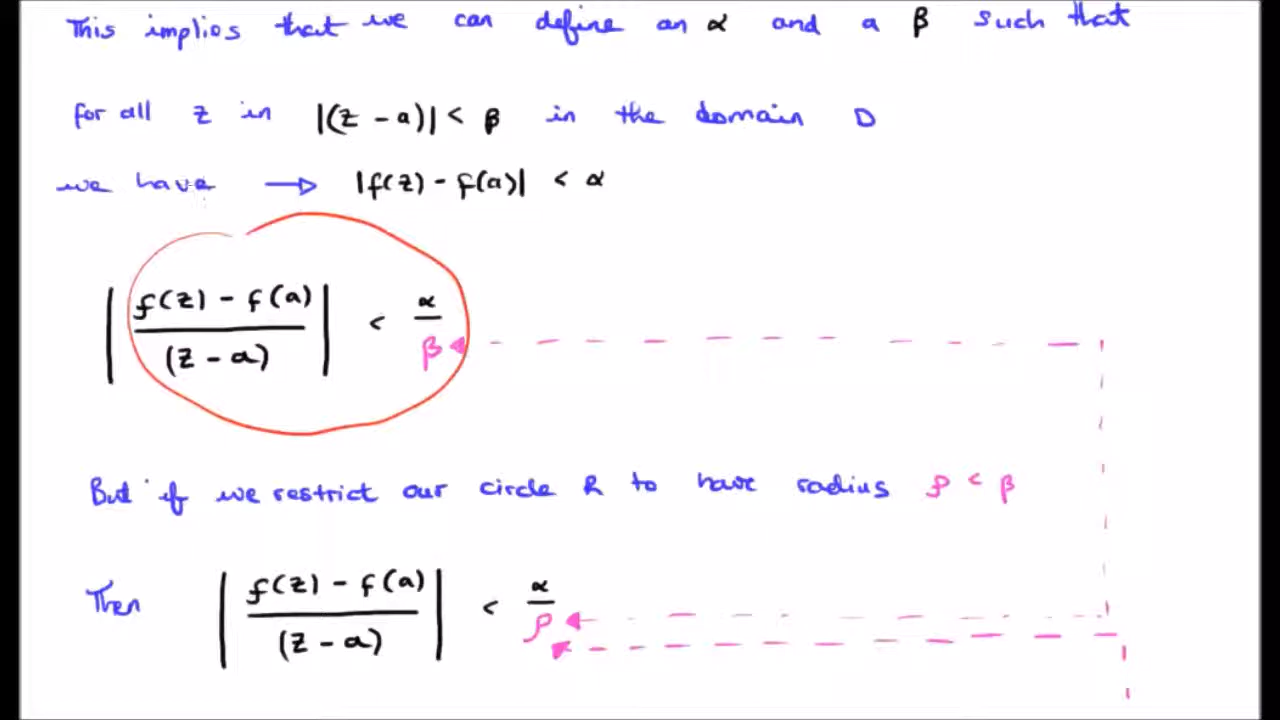 This implies that we can define an α and a β such that
for all z in |(z - a)| < β in the domain D
we have → |f(z) - f(a)| < α
| f(z) - f(a) / (z - a) | < α / β
But if we restrict our circle R to have radius ρ < β
Then | f(z) - f(a) / (z - a) | < α / ρ